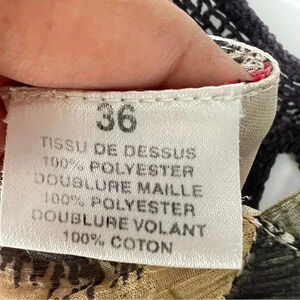 36
TISSU DE DESSUS
100% POLYESTER
DOUBLURE MAILLE
100% POLYESTER
DOUBLURE VOLANT
100% COTON